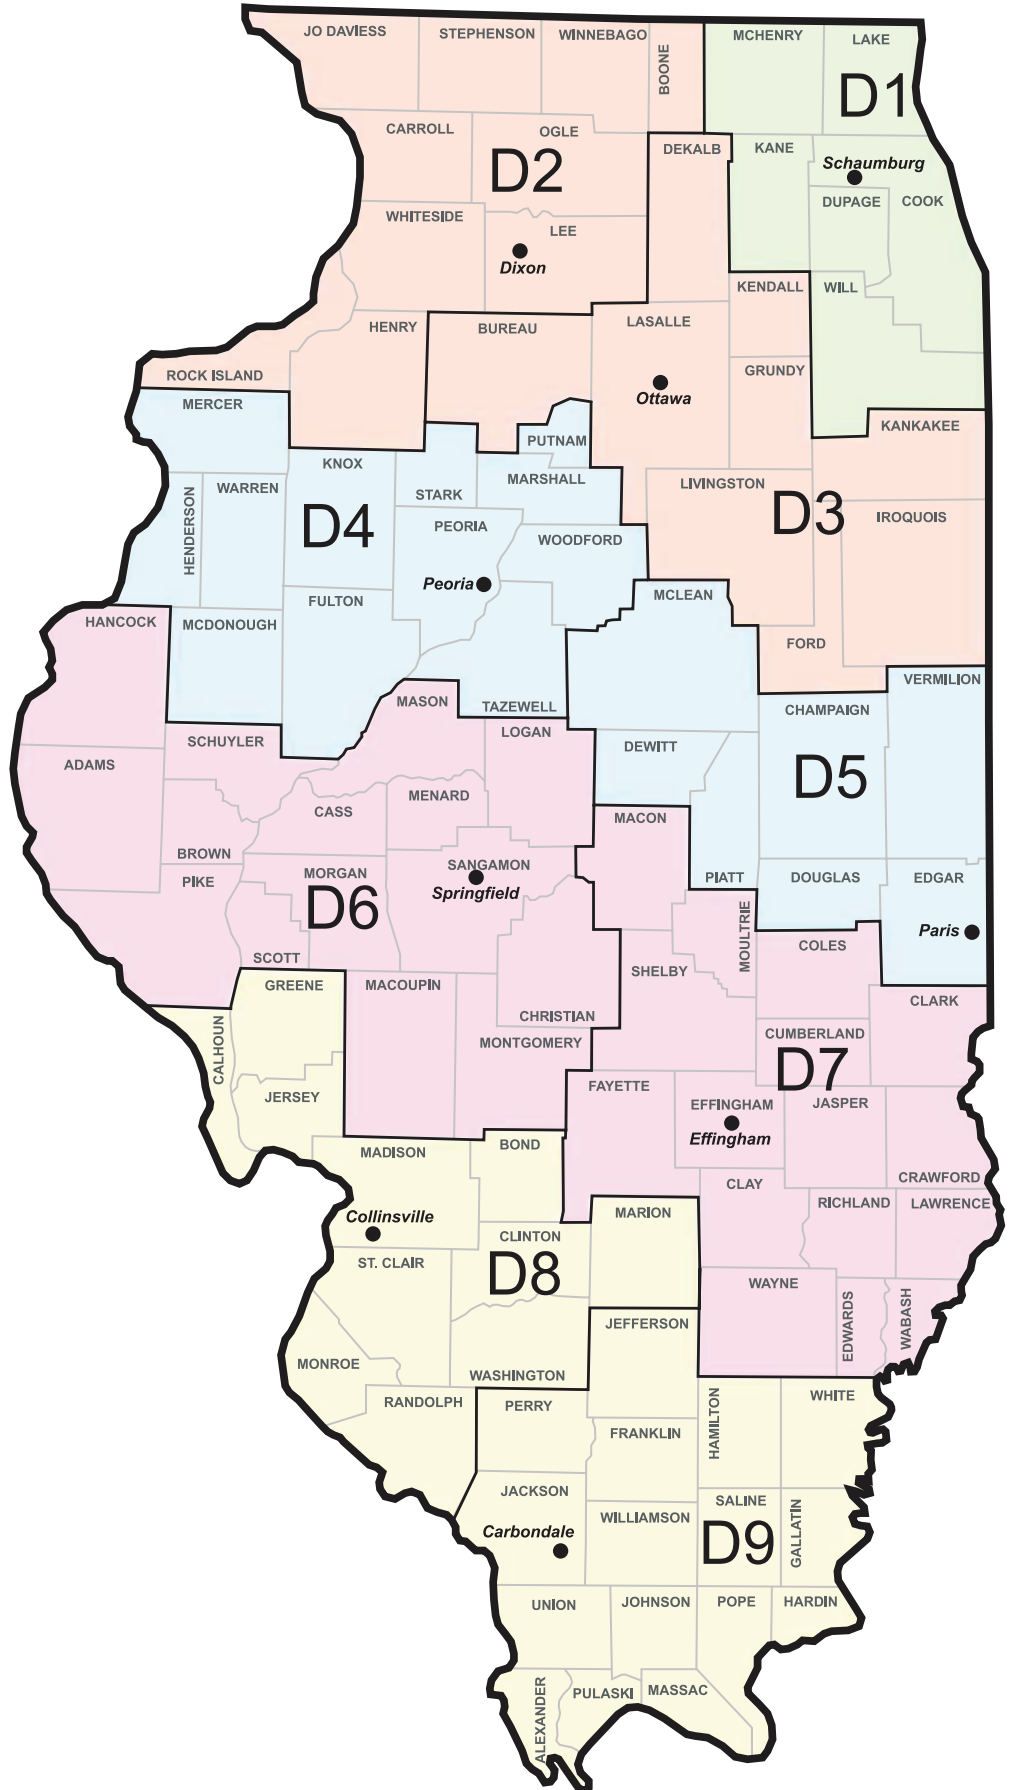 JO DAVIESS
STEPHENSON
WINNEBAGO
BOONE
MCHENRY
LAKE
D1
CARROLL
OGLE
D2
DEKALB
KANE
Schaumburg
DUPAGE
COOK
WHITESIDE
LEE
Dixon
WILL
KENDALL
HENRY
BUREAU
LASALLE
ROCK ISLAND
GRUNDY
Ottawa
MERCER
KANKAKEE
PUTNAM
KNOX
MARSHALL
LIVINGSTON
WARREN
STARK
HENDERSON
D4
PEORIA
D3
IROQUOIS
WOODFORD
Peoria
MCLEAN
FULTON
HANCOCK
MCDONOUGH
FORD
VERMILION
MASON
TAZEWELL
CHAMPAIGN
LOGAN
SCHUYLER
DEWITT
ADAMS
D5
MENARD
CASS
MACON
BROWN
SANGAMON
MORGAN
PIATT
DOUGLAS
EDGAR
PIKE
Springfield
D6
MOULTRIE
Paris
COLES
SCOTT
SHELBY
GREENE
MACOUPIN
CLARK
CHRISTIAN
CALHOUN
MONTGOMERY
CUMBERLAND
D7
FAYETTE
JERSEY
EFFINGHAM
JASPER
Effingham
BOND
MADISON
CRAWFORD
CLAY
RICHLAND
LAWRENCE
MARION
Collinsville
CLINTON
ST. CLAIR
D8
WAYNE
EDWARDS
WABASH
JEFFERSON
MONROE
WASHINGTON
RANDOLPH
PERRY
HAMILTON
WHITE
FRANKLIN
JACKSON
SALINE
WILLIAMSON
Carbondale
D9
GALLATIN
UNION
JOHNSON
POPE
HARDIN
ALEXANDER
PULASKI
MASSAC